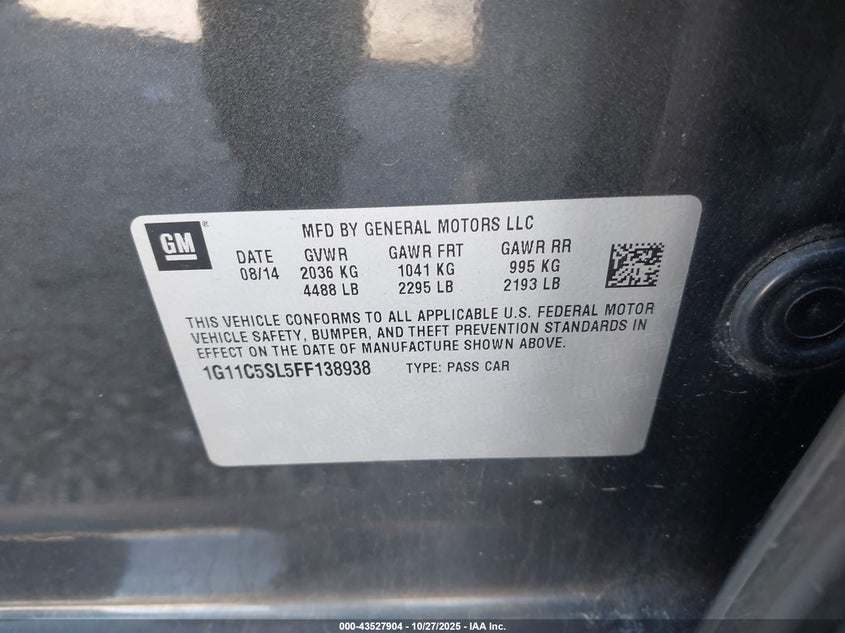 GM
MFD BY GENERAL MOTORS LLC
DATE GVWR GAWR FRT GAWR RR
08/14 2036 KG 1041 KG 995 KG
4488 LB 2295 LB 2193 LB
THIS VEHICLE CONFORMS TO ALL APPLICABLE U.S. FEDERAL MOTOR
VEHICLE SAFETY, BUMPER, AND THEFT PREVENTION STANDARDS IN
EFFECT ON THE DATE OF MANUFACTURE SHOWN ABOVE.
1G11C5SL5FF138938 TYPE: PASS CAR
000-43527904 | 10/27/2025 - IAA Inc.